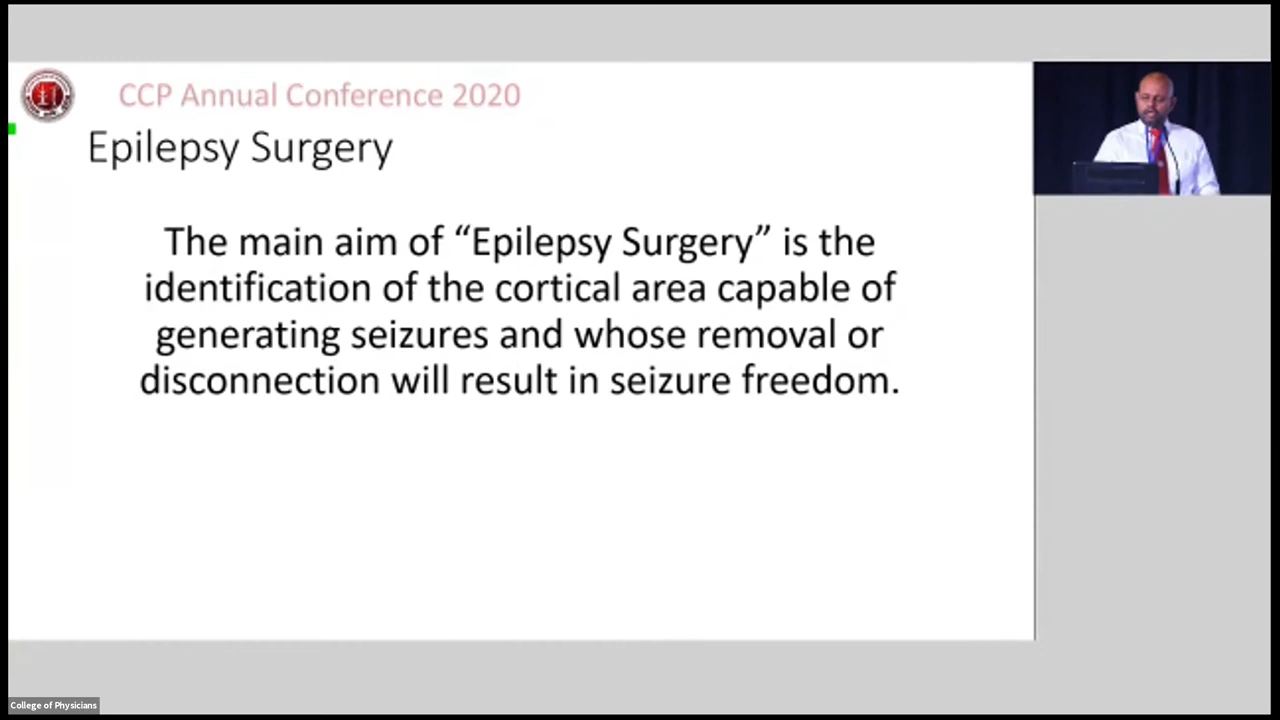 CCP Annual Conference 2020
Epilepsy Surgery
The main aim of “Epilepsy Surgery” is the
identification of the cortical area capable of
generating seizures and whose removal or
disconnection will result in seizure freedom.
College of Physicians